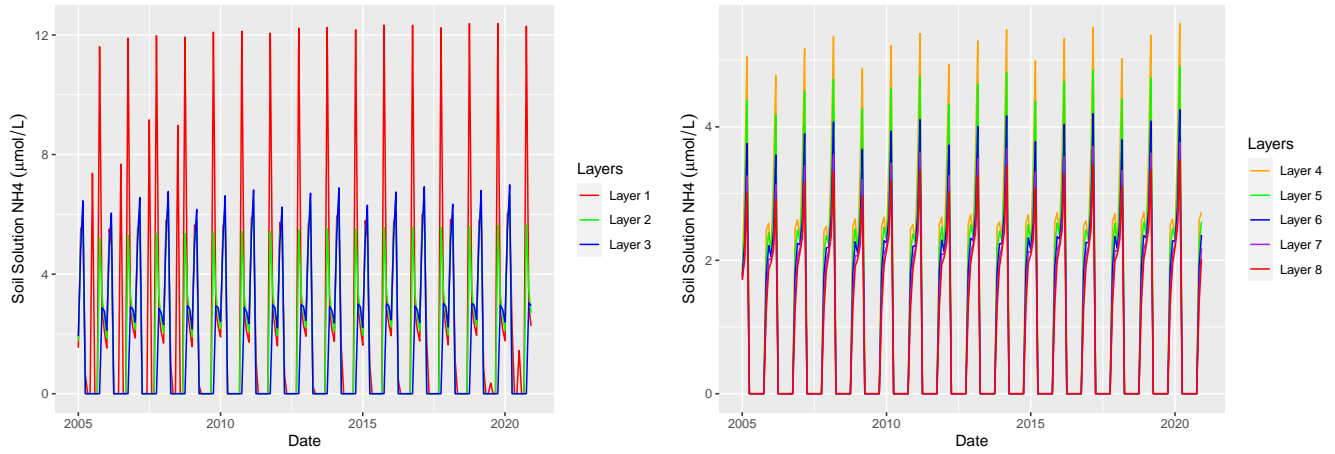 Soil Solution NH4 (μmol/L)
12
8
4
0
2005
2010
2015
2020
Date
Layers
Layer 1
Layer 2
Layer 3
Soil Soution NH4 (μmol/L)
4
2
0
2005
2010
2015
2020
Date
Layers
Layer 4
Layer 5
Layer 6
Layer 7
Layer 8